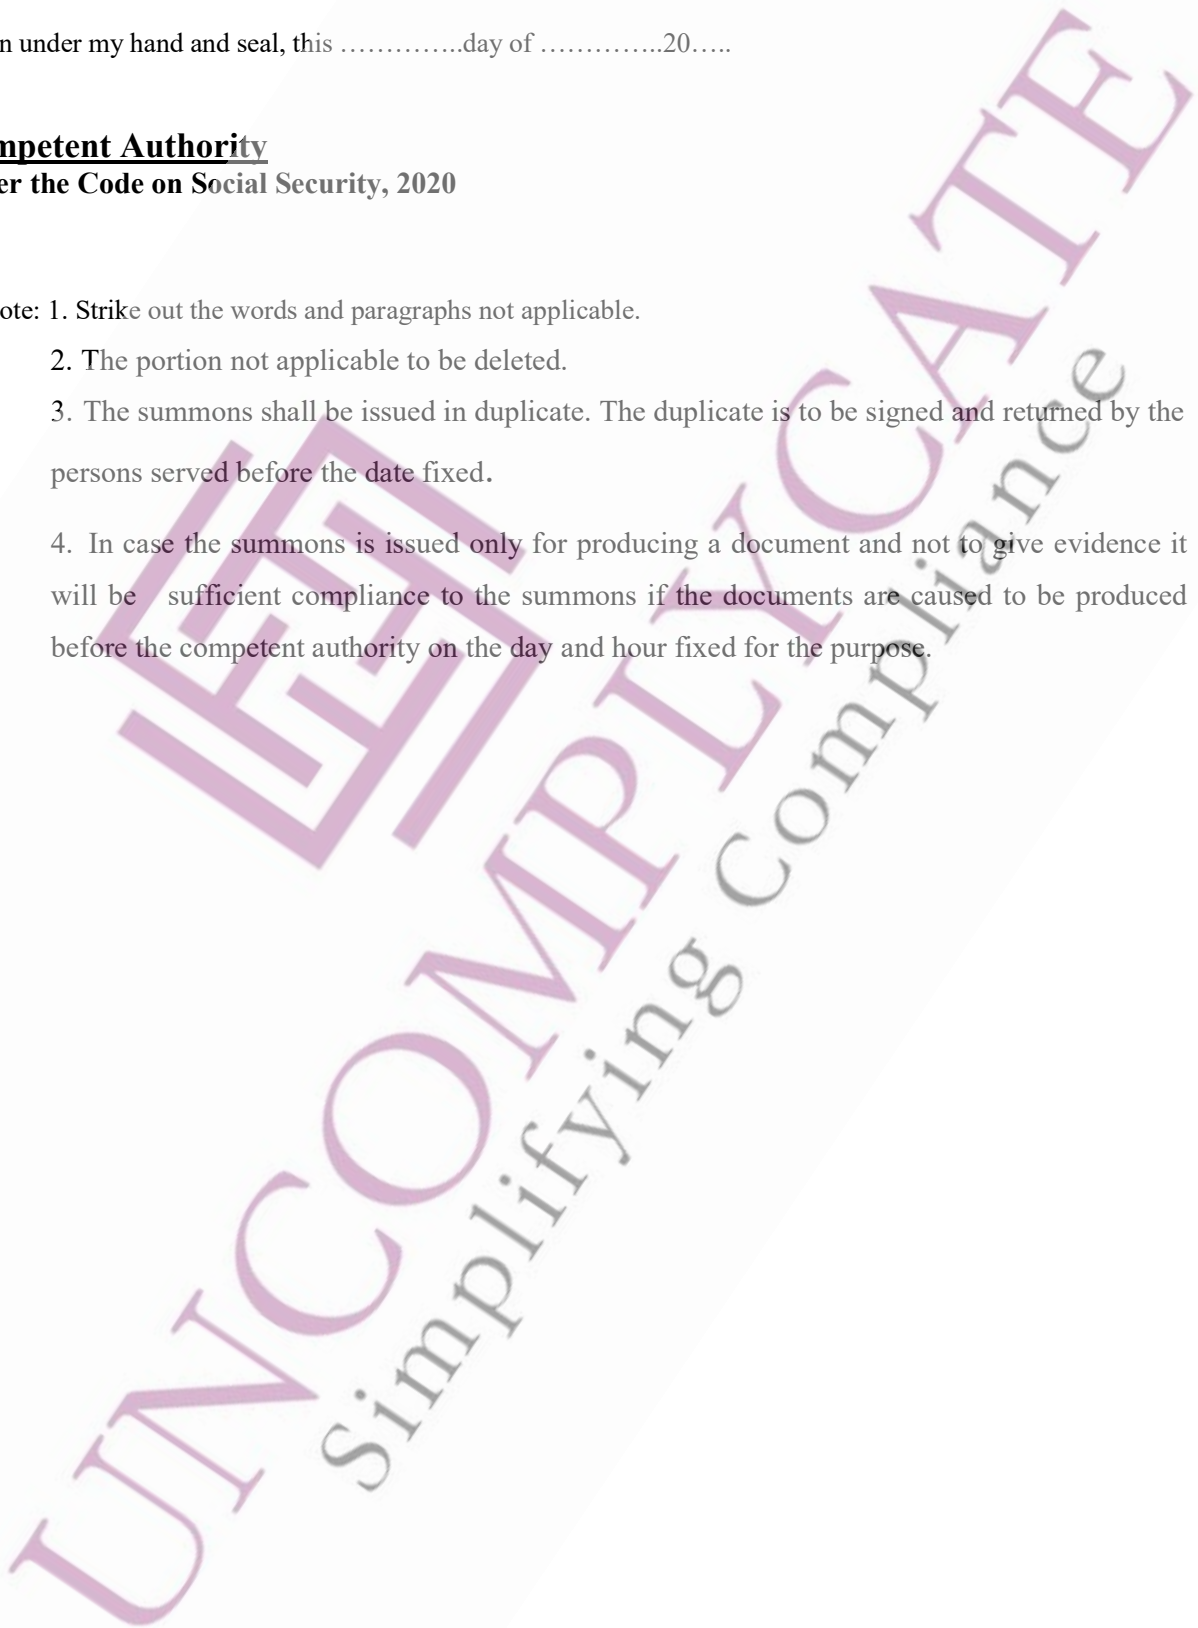 n under my hand and seal, this …………..day of …………..20…..
mpetent Authority
er the Code on Social Security, 2020
ote: 1. Strike out the words and paragraphs not applicable.
2. The portion not applicable to be deleted.
3. The summons shall be issued in duplicate. The duplicate is to be signed and returned by the
persons served before the date fixed.
4. In case the summons is issued only for producing a document and not to give evidence it
will be sufficient compliance to the summons if the documents are caused to be produced
before the competent authority on the day and hour fixed for the purpose.
UNCOMPLYCATE
Simplifying Compliance